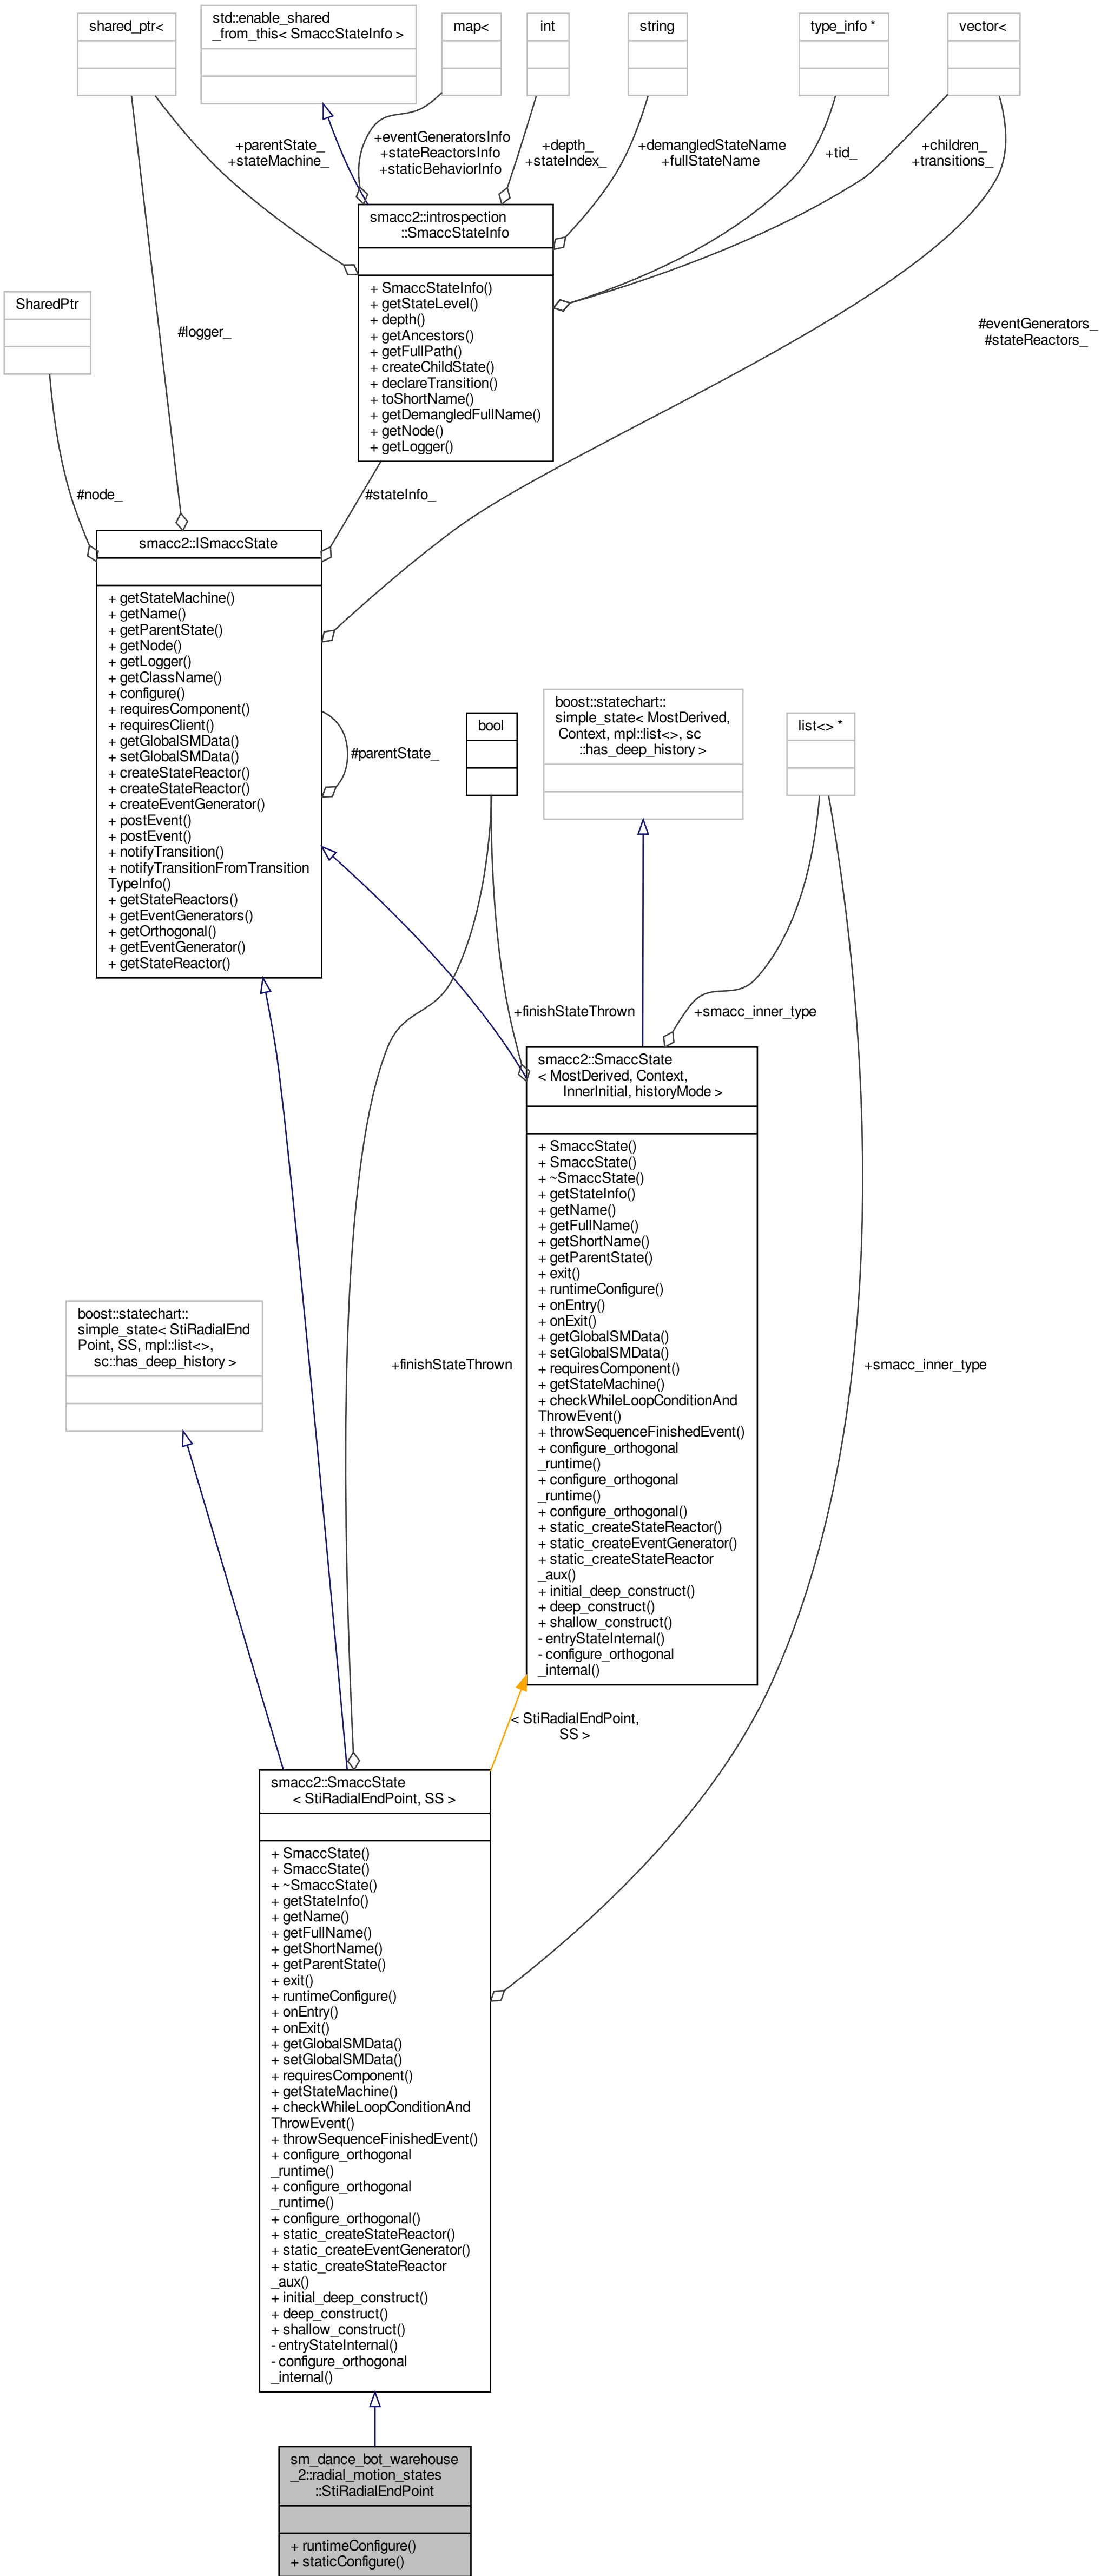 shared_ptr<
std::enable_shared
_from_this< SmaccStateInfo >
map<
int
string
type_info *
vector<
+parentState_
+stateMachine_
+eventGeneratorsInfo
+stateReactorsInfo
+staticBehaviorInfo
+depth_
+stateIndex_
+demangledStateName
+fullStateName
+tid_
+children_
+transitions_
smacc2::introspection
::SmaccStateInfo
+ SmaccStateInfo()
+ getStateLevel()
+ depth()
+ getAncestors()
+ getFullPath()
+ createChildState()
+ declareTransition()
+ toShortName()
+ getDemangledFullName()
+ getNode()
+ getLogger()
SharedPtr
#logger_
#eventGenerators_
#stateReactors_
#node_
#stateInfo_
smacc2::ISmaccState
+ getStateMachine()
+ getName()
+ getParentState()
+ getNode()
+ getLogger()
+ getClassName()
+ configure()
+ requiresComponent()
+ requiresClient()
+ getGlobalSMData()
+ setGlobalSMData()
+ createStateReactor()
+ createStateReactor()
+ createEventGenerator()
+ postEvent()
+ postEvent()
+ notifyTransition()
+ notifyTransitionFromTransition
TypeInfo()
+ getStateReactors()
+ getEventGenerators()
+ getOrthogonal()
+ getEventGenerator()
+ getStateReactor()
#parentState_
bool
boost::statechart::
simple_state< MostDerived,
Context, mpl::list<>, sc
::has_deep_history >
list<> *
+finishStateThrown
+smacc_inner_type
smacc2::SmaccState
< MostDerived, Context,
InnerInitial, historyMode >
+ SmaccState()
+ SmaccState()
+ ~SmaccState()
+ getStateInfo()
+ getName()
+ getFullName()
+ getShortName()
+ getParentState()
+ exit()
+ runtimeConfigure()
+ onEntry()
+ onExit()
+ getGlobalSMData()
+ setGlobalSMData()
+ requiresComponent()
+ getStateMachine()
+ checkWhileLoopConditionAnd
ThrowEvent()
+ throwSequenceFinishedEvent()
+ configure_orthogonal
_runtime()
+ configure_orthogonal
_runtime()
+ configure_orthogonal()
+ static_createStateReactor()
+ static_createEventGenerator()
+ static_createStateReactor
_aux()
+ initial_deep_construct()
+ deep_construct()
+ shallow_construct()
- entryStateInternal()
- configure_orthogonal
_internal()
boost::statechart::
simple_state< StiRadialEnd
Point, SS, mpl::list<>,
sc::has_deep_history >
+finishStateThrown
+smacc_inner_type
< StiRadialEndPoint,
SS >
smacc2::SmaccState
< StiRadialEndPoint, SS >
+ SmaccState()
+ SmaccState()
+ ~SmaccState()
+ getStateInfo()
+ getName()
+ getFullName()
+ getShortName()
+ getParentState()
+ exit()
+ runtimeConfigure()
+ onEntry()
+ onExit()
+ getGlobalSMData()
+ setGlobalSMData()
+ requiresComponent()
+ getStateMachine()
+ checkWhileLoopConditionAnd
ThrowEvent()
+ throwSequenceFinishedEvent()
+ configure_orthogonal
_runtime()
+ configure_orthogonal
_runtime()
+ configure_orthogonal()
+ static_createStateReactor()
+ static_createEventGenerator()
+ static_createStateReactor
_aux()
+ initial_deep_construct()
+ deep_construct()
+ shallow_construct()
- entryStateInternal()
- configure_orthogonal
_internal()
sm_dance_bot_warehouse
_2::radial_motion_states
::StiRadialEndPoint
+ runtimeConfigure()
+ staticConfigure()